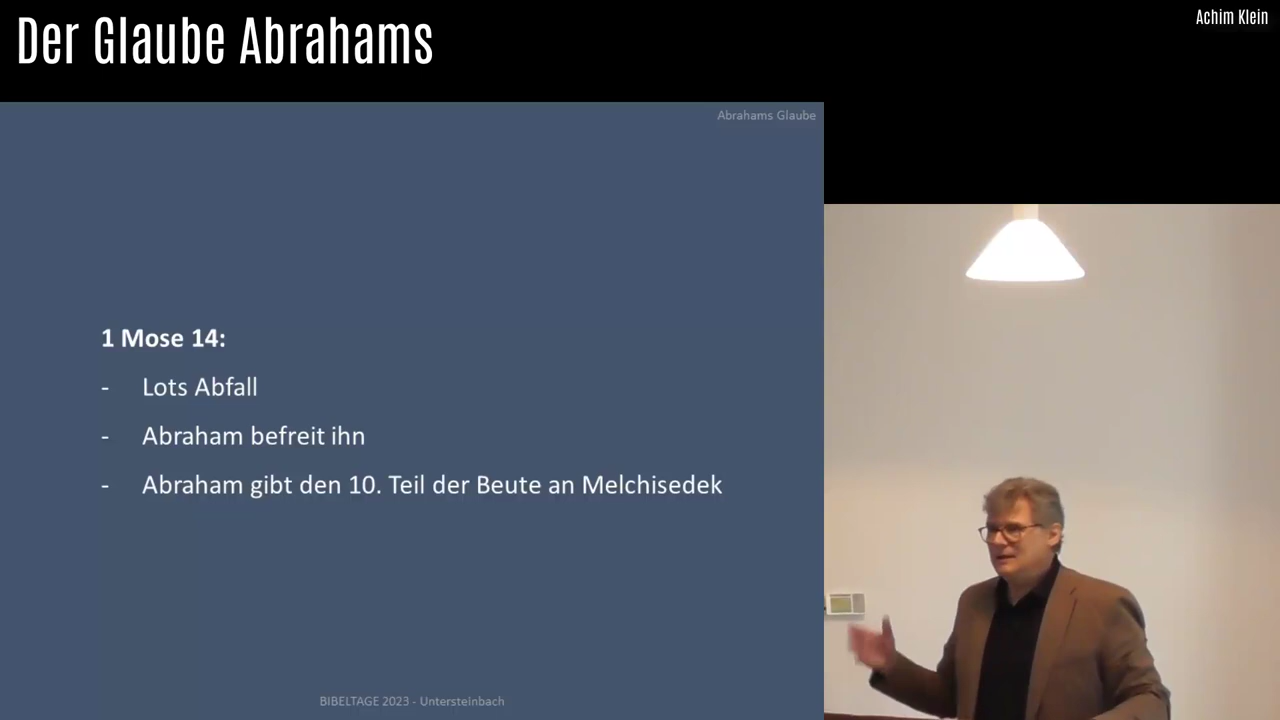 Der Glaube Abrahams
Achim Klein
Abrahams Glaube
1 Mose 14:
- Lots Abfall
- Abraham befreit ihn
- Abraham gibt den 10. Teil der Beute an Melchisedek
BIBELTAGE 2023 - Untersteinbach